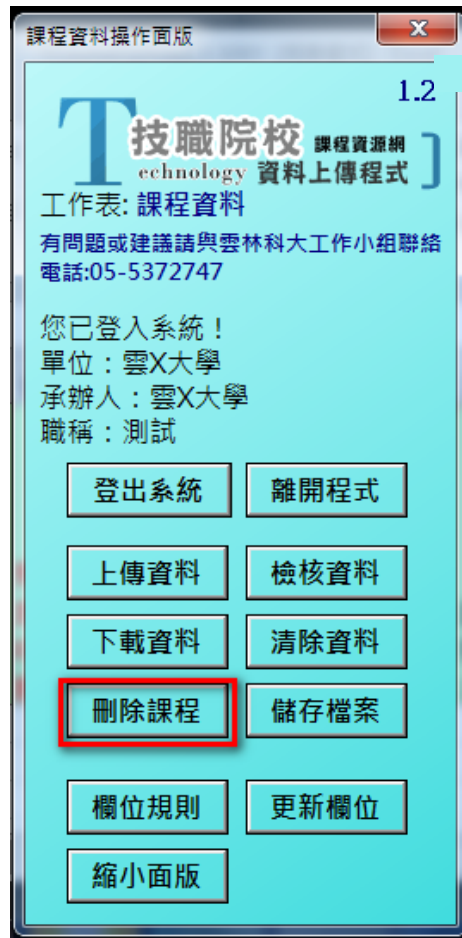 課程資料操作面版
1.2
技職院校 課程資源網
Technology 資料上傳程式
工作表: 課程資料
有問題或建議請與雲林科大工作小組聯絡
電話:05-5372747
您已登入系統！
單位：雲X大學
承辦人：雲X大學
職稱：測試
登出系統 離開程式
上傳資料 檢核資料
下載資料 清除資料
刪除課程 儲存檔案
欄位規則 更新欄位
縮小面版